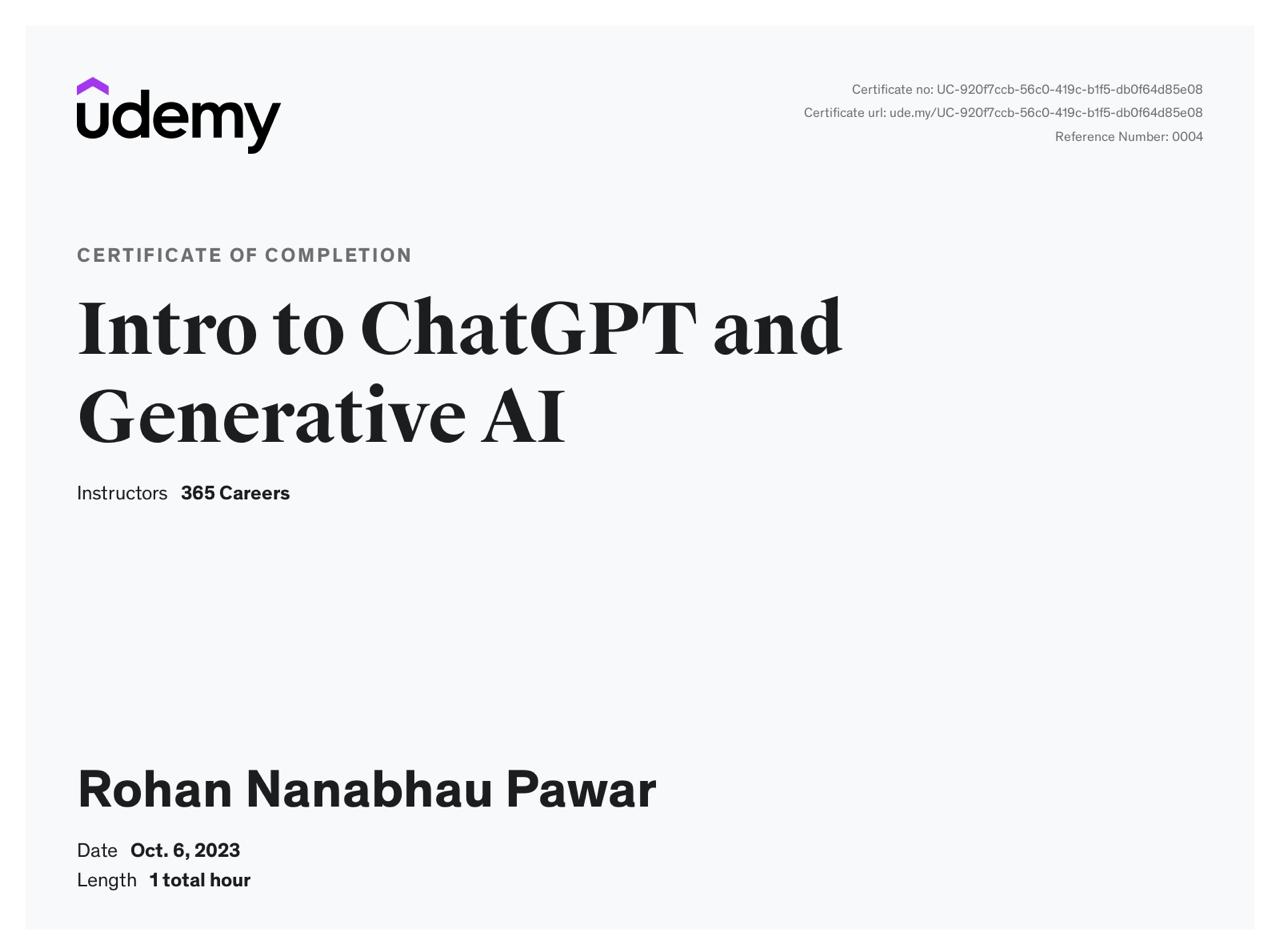 udemy
Certificate no: UC-920f7ccb-56c0-419c-b1f5-db0f64d85e08
Certificate url: ude.my/UC-920f7ccb-56c0-419c-b1f5-db0f64d85e08
Reference Number: 0004
CERTIFICATE OF COMPLETION
Intro to ChatGPT and
Generative AI
Instructors 365 Careers
Rohan Nanabhau Pawar
Date Oct. 6, 2023
Length 1 total hour